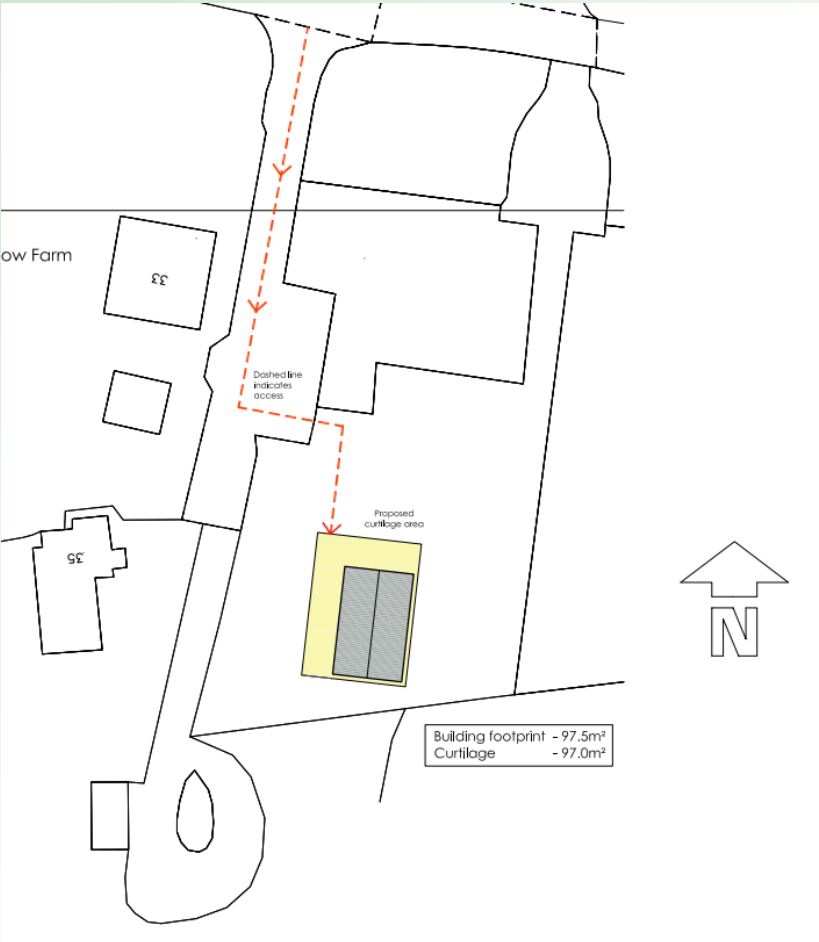 ow Farm
33
Dashed line
indicates
access
Proposed
curtilage area
35
N
Building footprint - 97.5m²
Curtilage - 97.0m²